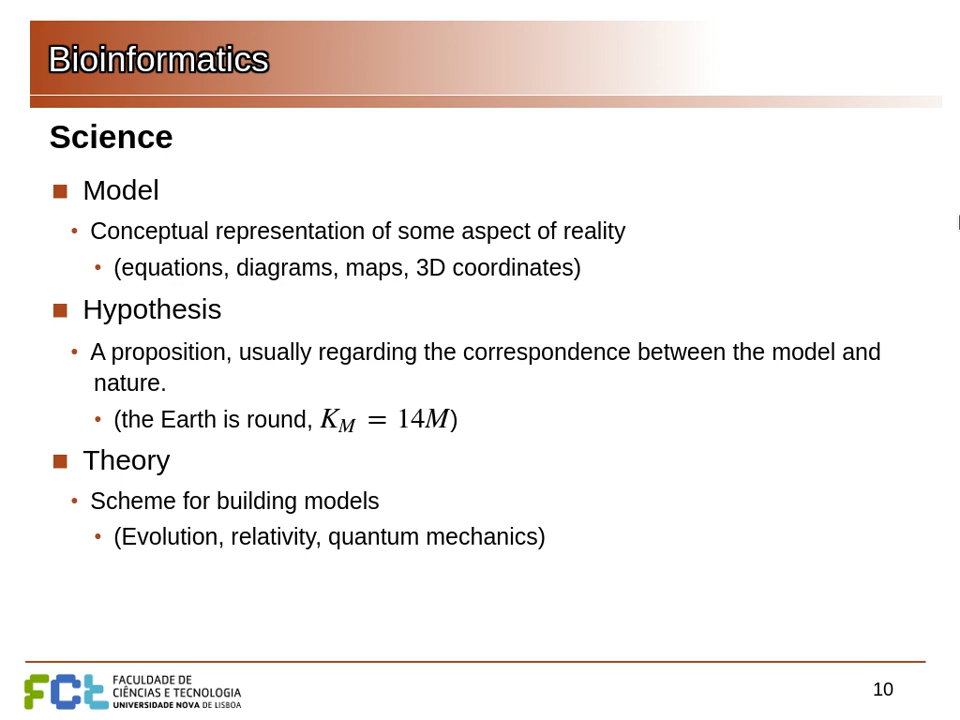 Bioinformatics
Science
Model
Conceptual representation of some aspect of reality
(equations, diagrams, maps, 3D coordinates)
Hypothesis
A proposition, usually regarding the correspondence between the model and
nature.
(the Earth is round, K_M = 14M)
Theory
Scheme for building models
(Evolution, relativity, quantum mechanics)
FCt
FACULDADE DE
CIÊNCIAS E TECNOLOGIA
UNIVERSIDADE NOVA DE LISBOA
10